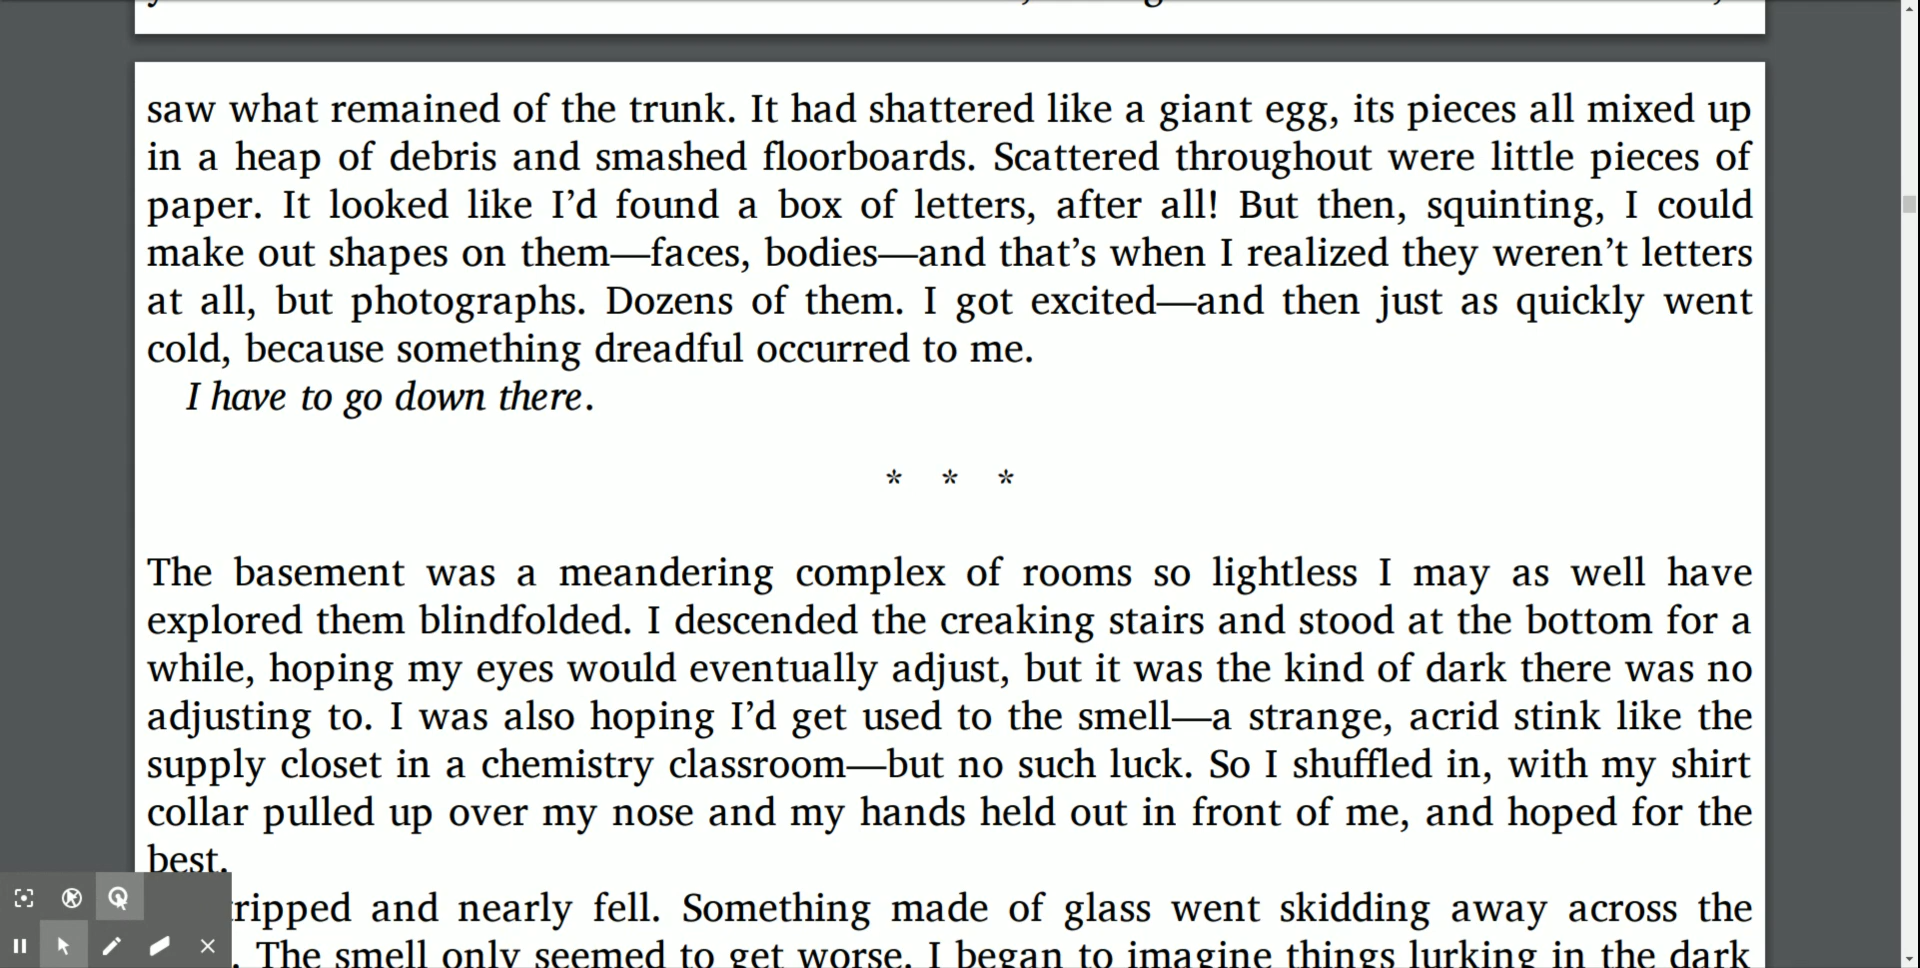 saw what remained of the trunk. It had shattered like a giant egg, its pieces all mixed up
in a heap of debris and smashed floorboards. Scattered throughout were little pieces of
paper. It looked like I’d found a box of letters, after all! But then, squinting, I could
make out shapes on them—faces, bodies—and that’s when I realized they weren’t letters
at all, but photographs. Dozens of them. I got excited—and then just as quickly went
cold, because something dreadful occurred to me.
I have to go down there.
* * *
The basement was a meandering complex of rooms so lightless I may as well have
explored them blindfolded. I descended the creaking stairs and stood at the bottom for a
while, hoping my eyes would eventually adjust, but it was the kind of dark there was no
adjusting to. I was also hoping I’d get used to the smell—a strange, acrid stink like the
supply closet in a chemistry classroom—but no such luck. So I shuffled in, with my shirt
collar pulled up over my nose and my hands held out in front of me, and hoped for the
best.
ripped and nearly fell. Something made of glass went skidding away across the
. The smell only seemed to get worse. I began to imagine things lurking in the dark